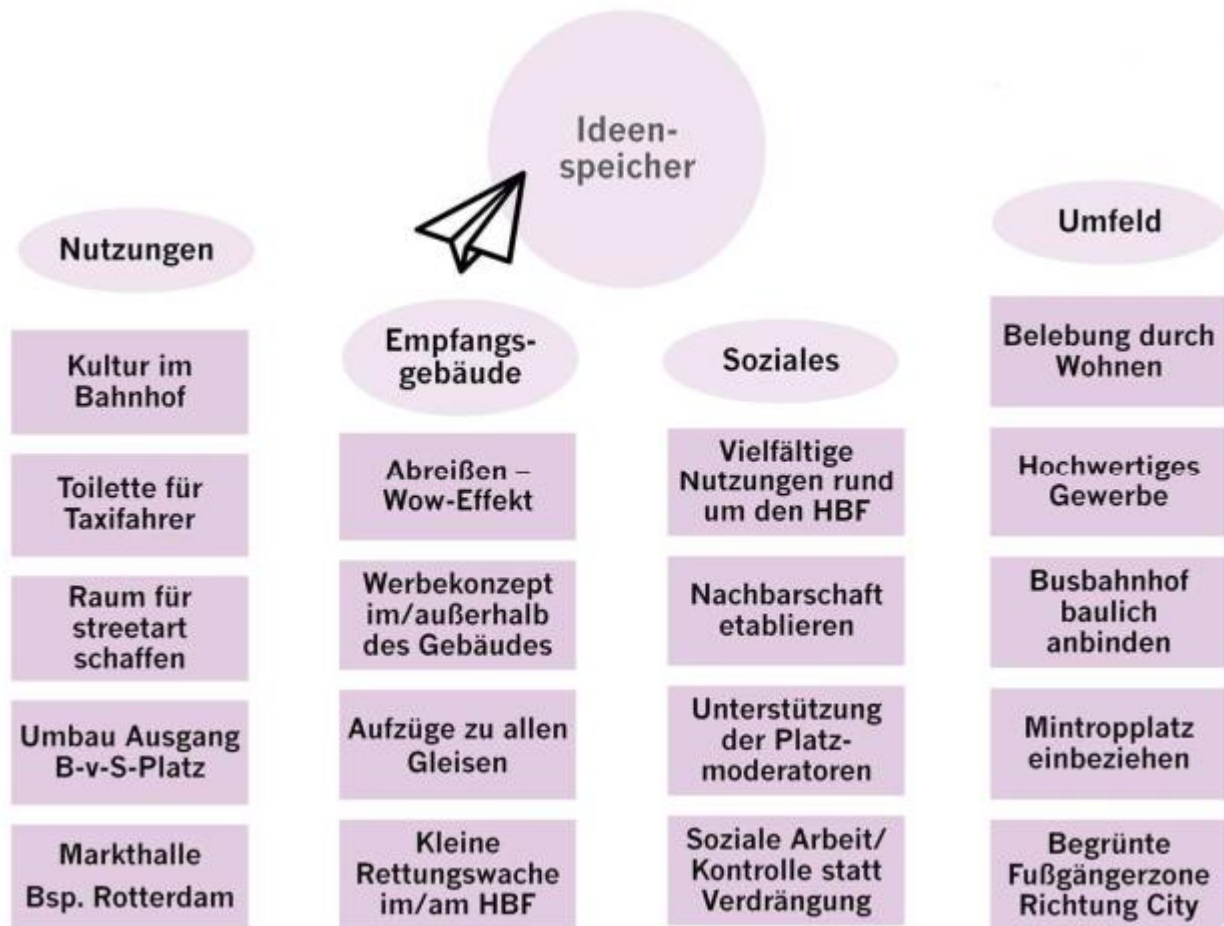 Ideen-
speicher
Nutzungen
Kultur im
Bahnhof
Toilette für
Taxifahrer
Raum für
streetart
schaffen
Umbau Ausgang
B-v-S-Platz
Markthalle
Bsp. Rotterdam
Empfangs-
gebäude
Abreißen –
Wow-Effekt
Werbekonzept
im/außerhalb
des Gebäudes
Aufzüge zu allen
Gleisen
Kleine
Rettungswache
im/am HBF
Soziales
Vielfältige
Nutzungen rund
um den HBF
Nachbarschaft
etablieren
Unterstützung
der Platz-
moderatoren
Soziale Arbeit/
Kontrolle statt
Verdrängung
Umfeld
Belebung durch
Wohnen
Hochwertiges
Gewerbe
Busbahnhof
baulich
anbinden
Mintropplatz
einbeziehen
Begrünte
Fußgängerzone
Richtung City